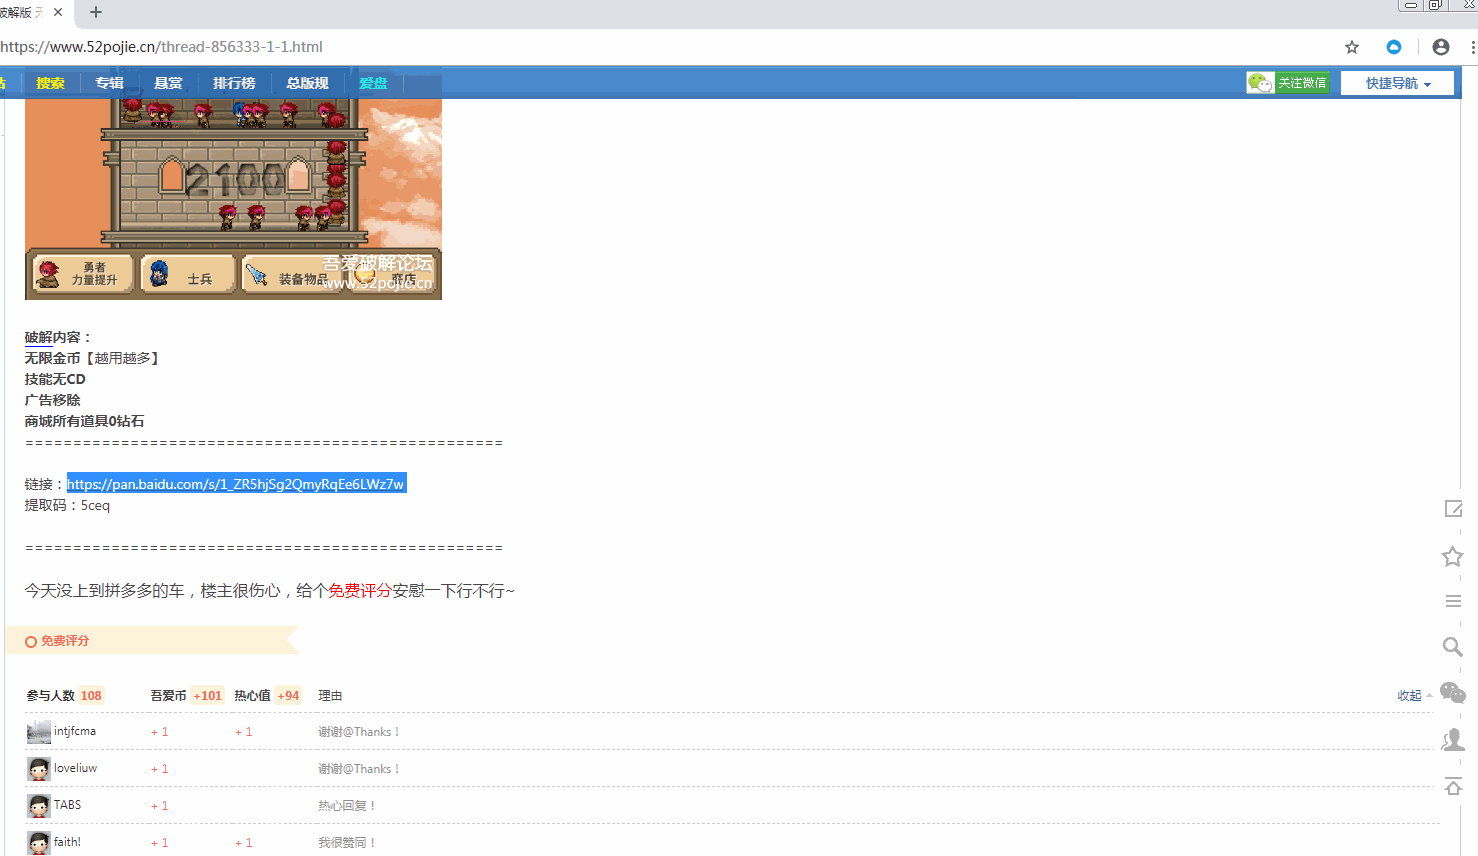 破解版 无
https://www.52pojie.cn/thread-856333-1-1.html
站 搜索 专辑 悬赏 排行榜 总版规 爱盘 关注微信 快捷导航
2100
勇者
力量提升
士兵
装备物品
商店
吾爱破解论坛
www.52pojie.cn
破解内容：
无限金币【越用越多】
技能无CD
广告移除
商城所有道具0钻石
==================================================
链接：https://pan.baidu.com/s/1_ZR5hjSg2QmyRqEe6LWz7w
提取码：5ceq
==================================================
今天没上到拼多多的车，楼主很伤心，给个免费评分安慰一下行不行~
免费评分
参与人数 108 吾爱币 +101 热心值 +94 理由 收起
intjfcma + 1 + 1 谢谢@Thanks！
loveliuw + 1 谢谢@Thanks！
TABS + 1 热心回复！
faith! + 1 + 1 我很赞同！